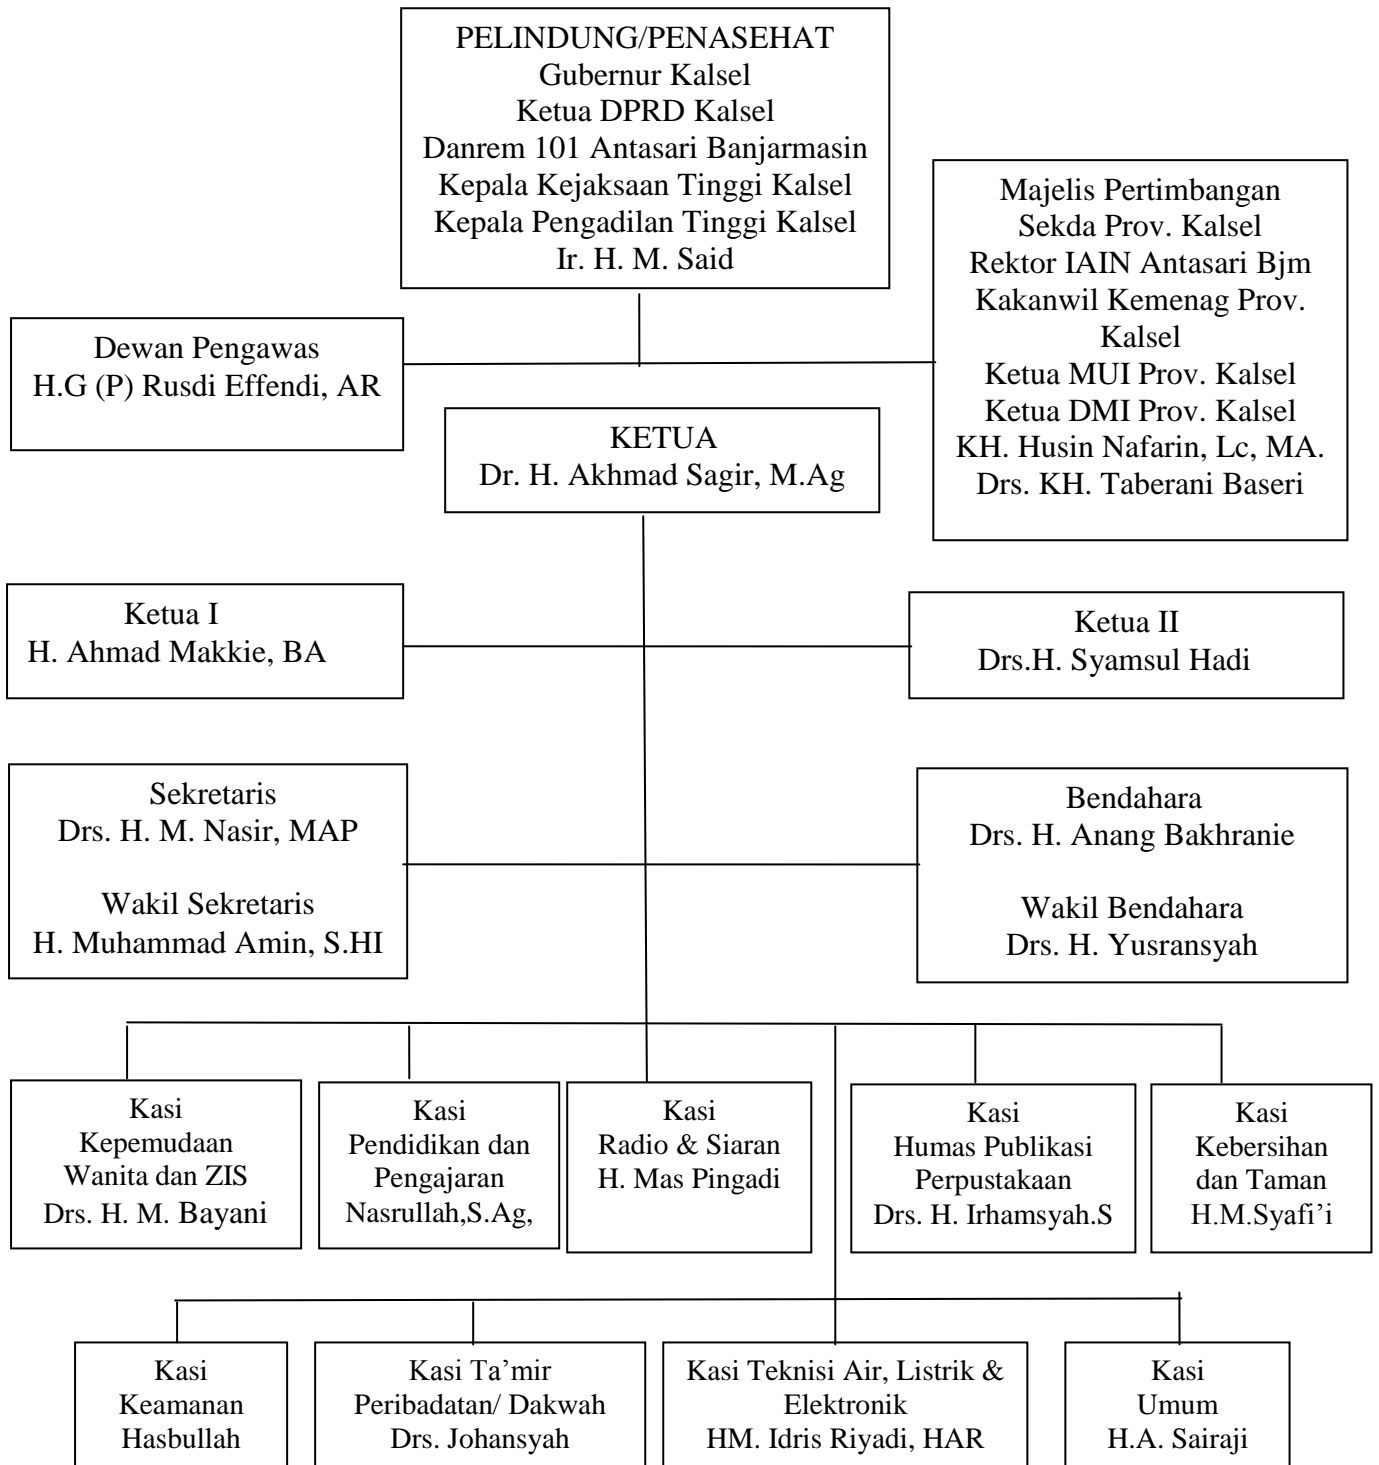 PELINDUNG/PENASEHAT
Gubernur Kalsel
Ketua DPRD Kalsel
Danrem 101 Antasari Banjarmasin
Kepala Kejaksaan Tinggi Kalsel
Kepala Pengadilan Tinggi Kalsel
Ir. H. M. Said
Majelis Pertimbangan
Sekda Prov. Kalsel
Rektor IAIN Antasari Bjm
Kakanwil Kemenag Prov.
Kalsel
Ketua MUI Prov. Kalsel
Ketua DMI Prov. Kalsel
KH. Husin Nafarin, Lc, MA.
Drs. KH. Taberani Baseri
Dewan Pengawas
H.G (P) Rusdi Effendi, AR
KETUA
Dr. H. Akhmad Sagir, M.Ag
Ketua I
H. Ahmad Makkie, BA
Ketua II
Drs.H. Syamsul Hadi
Sekretaris
Drs. H. M. Nasir, MAP
Wakil Sekretaris
H. Muhammad Amin, S.HI
Bendahara
Drs. H. Anang Bakhranie
Wakil Bendahara
Drs. H. Yusransyah
Kasi
Kepemudaan
Wanita dan ZIS
Drs. H. M. Bayani
Kasi
Pendidikan dan
Pengajaran
Nasrullah,S.Ag,
Kasi
Radio & Siaran
H. Mas Pingadi
Kasi
Humas Publikasi
Perpustakaan
Drs. H. Irhamsyah.S
Kasi
Kebersihan
dan Taman
H.M.Syafi’i
Kasi
Keamanan
Hasbullah
Kasi Ta’mir
Peribadatan/ Dakwah
Drs. Johansyah
Kasi Teknisi Air, Listrik &
Elektronik
HM. Idris Riyadi, HAR
Kasi
Umum
H.A. Sairaji